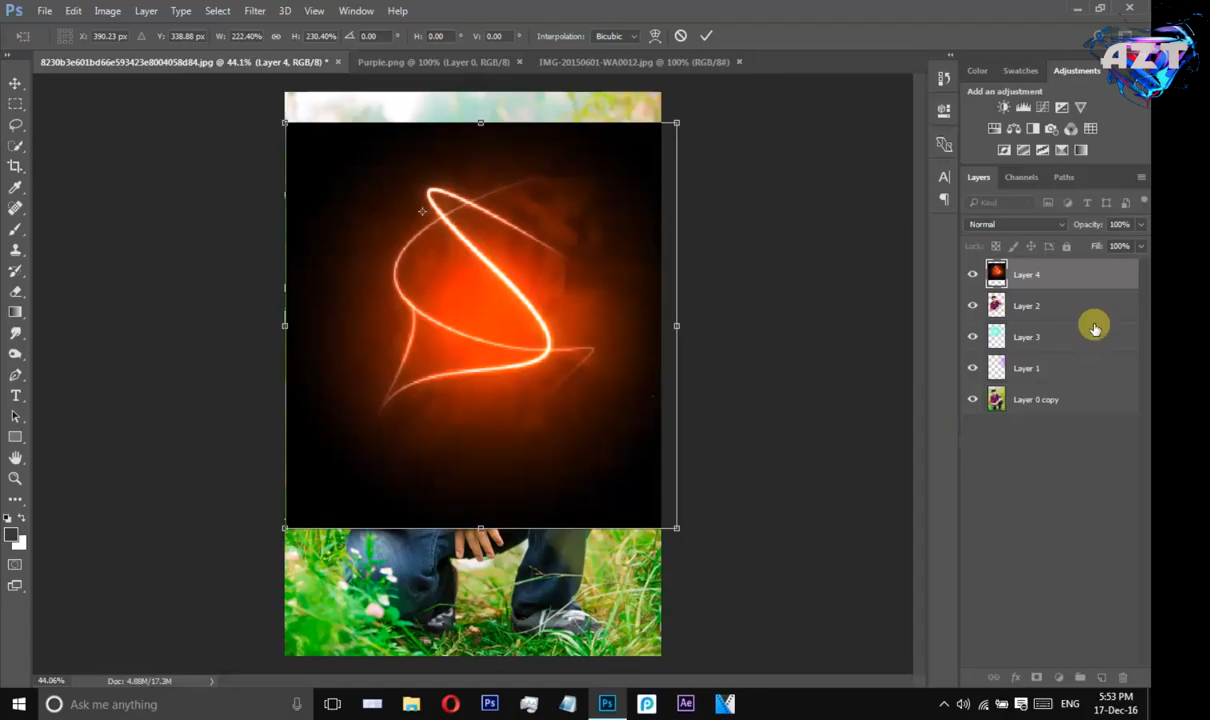 Ps File Edit Image Layer Type Select Filter 3D View Window Help
X: 390.23 px Y: 338.88 px W: 222.40% H: 230.40% 0.00 ° H: 0.00 ° V: 0.00 ° Interpolation: Bicubic
8230b3e601bd66e593423e8004058d84.jpg @ 44.1% (Layer 4, RGB/8) * × Purple.png @ 100% (Layer 0, RGB/8) × IMG-20150601-WA0012.jpg @ 100% (RGB/8#) ×
AZT
Color Swatches Adjustments
Add an adjustment
Layers Channels Paths
Kind
Normal Opacity: 100%
Lock: Fill: 100%
Layer 4
Layer 2
Layer 3
Layer 1
Layer 0 copy
44.06% Doc: 4.88M/17.3M
Ask me anything
Ps Ps Ae
ENG
5:53 PM
17-Dec-16